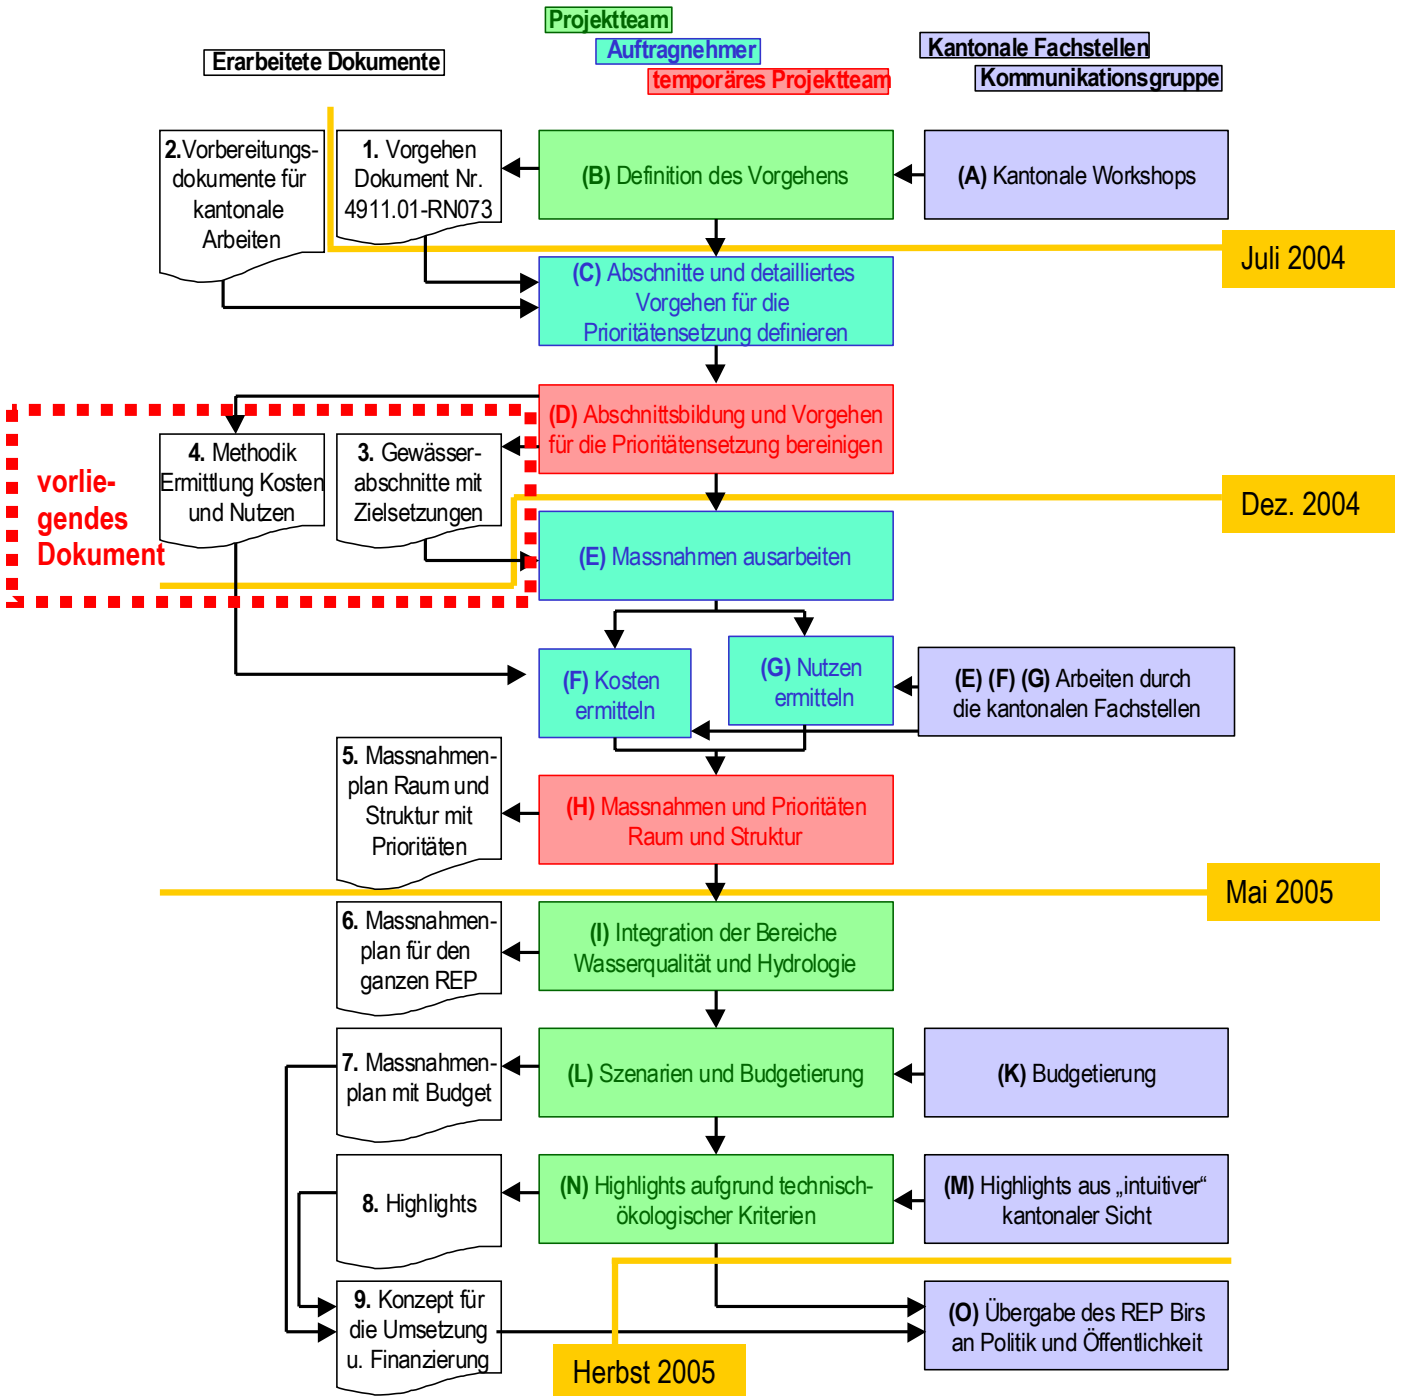 Projektteam
Auftragnehmer
temporäres Projektteam
Erarbeitete Dokumente
Kantonale Fachstellen
Kommunikationsgruppe
2.Vorbereitungs-
dokumente für
kantonale
Arbeiten
1. Vorgehen
Dokument Nr.
4911.01-RN073
(B) Definition des Vorgehens
(A) Kantonale Workshops
Juli 2004
(C) Abschnitte und detailliertes
Vorgehen für die
Prioritätensetzung definieren
(D) Abschnittsbildung und Vorgehen
für die Prioritätensetzung bereinigen
vorlie-
gendes
Dokument
4. Methodik
Ermittlung Kosten
und Nutzen
3. Gewässer-
abschnitte mit
Zielsetzungen
Dez. 2004
(E) Massnahmen ausarbeiten
(F) Kosten
ermitteln
(G) Nutzen
ermitteln
(E) (F) (G) Arbeiten durch
die kantonalen Fachstellen
5. Massnahmen-
plan Raum und
Struktur mit
Prioritäten
(H) Massnahmen und Prioritäten
Raum und Struktur
Mai 2005
6. Massnahmen-
plan für den
ganzen REP
(I) Integration der Bereiche
Wasserqualität und Hydrologie
7. Massnahmen-
plan mit Budget
(L) Szenarien und Budgetierung
(K) Budgetierung
8. Highlights
(N) Highlights aufgrund technisch-
ökologischer Kriterien
(M) Highlights aus „intuitiver“
kantonaler Sicht
9. Konzept für
die Umsetzung
u. Finanzierung
(O) Übergabe des REP Birs
an Politik und Öffentlichkeit
Herbst 2005